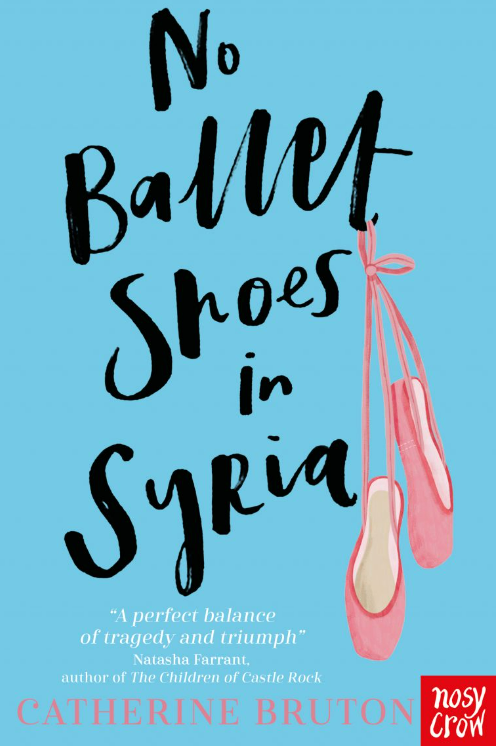 No
Ballet
Shoes
in
Syria
“A perfect balance
of tragedy and triumph”
Natasha Farrant,
author of The Children of Castle Rock
CATHERINE BRUTON
nosy
crow